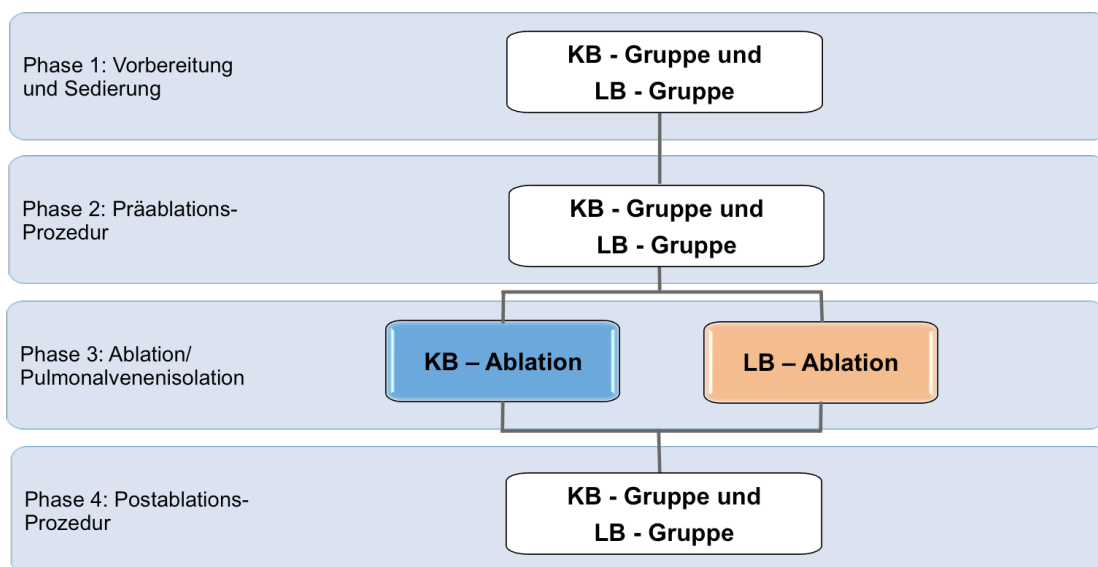 Phase 1: Vorbereitung
und Sedierung
KB - Gruppe und
LB - Gruppe
Phase 2: Präablations-
Prozedur
KB - Gruppe und
LB - Gruppe
Phase 3: Ablation/
Pulmonalvenenisolation
KB – Ablation
LB – Ablation
Phase 4: Postablations-
Prozedur
KB - Gruppe und
LB - Gruppe